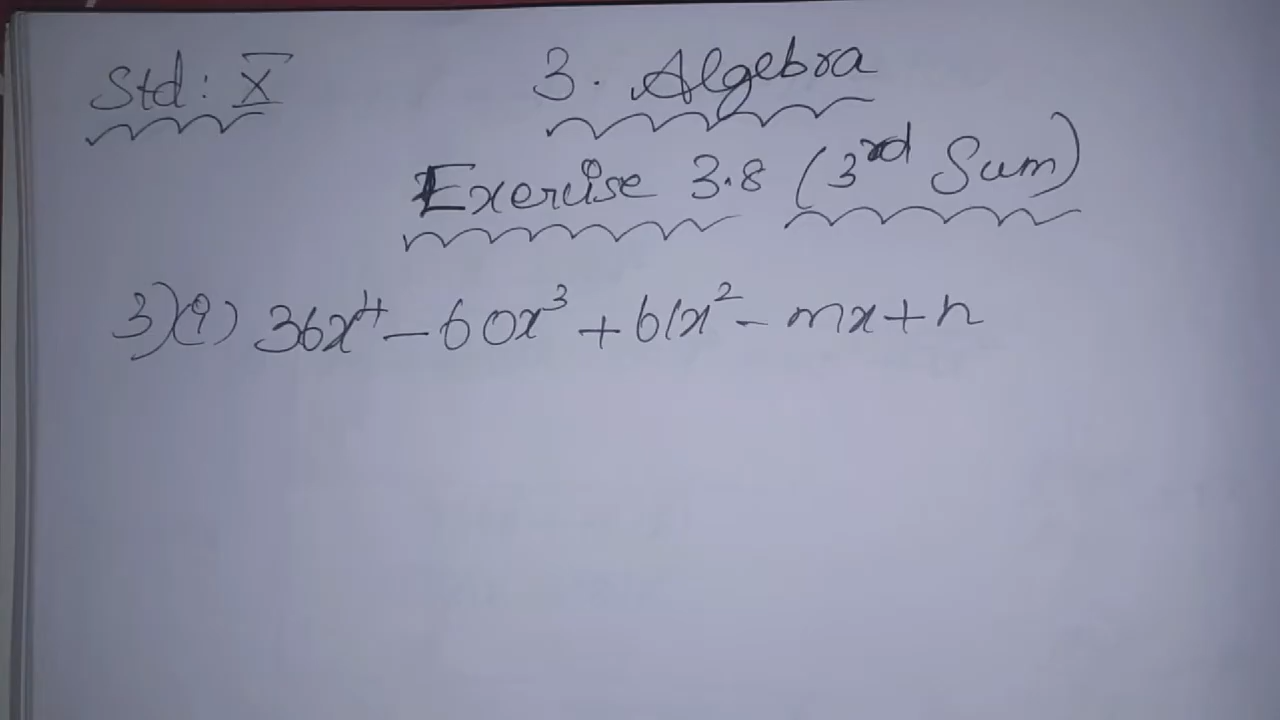 Std: X
3. Algebra
Exercise 3.8 (3rd Sum)
3)(i) 36x⁴ - 60x³ + 61x² - mx + n